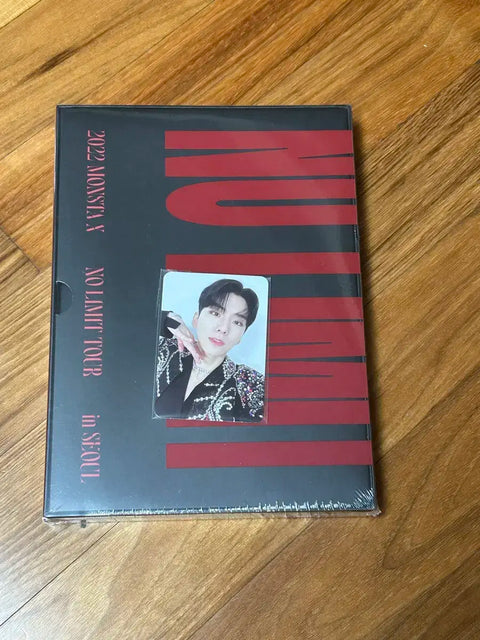 NO LIMIT
2022 MONSTA X NO LIMIT TOUR in SEOUL